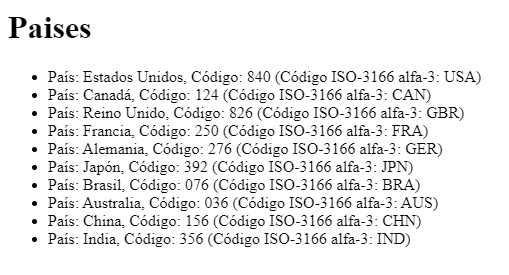 Paises
País: Estados Unidos, Código: 840 (Código ISO-3166 alfa-3: USA)
País: Canadá, Código: 124 (Código ISO-3166 alfa-3: CAN)
País: Reino Unido, Código: 826 (Código ISO-3166 alfa-3: GBR)
País: Francia, Código: 250 (Código ISO-3166 alfa-3: FRA)
País: Alemania, Código: 276 (Código ISO-3166 alfa-3: GER)
País: Japón, Código: 392 (Código ISO-3166 alfa-3: JPN)
País: Brasil, Código: 076 (Código ISO-3166 alfa-3: BRA)
País: Australia, Código: 036 (Código ISO-3166 alfa-3: AUS)
País: China, Código: 156 (Código ISO-3166 alfa-3: CHN)
País: India, Código: 356 (Código ISO-3166 alfa-3: IND)